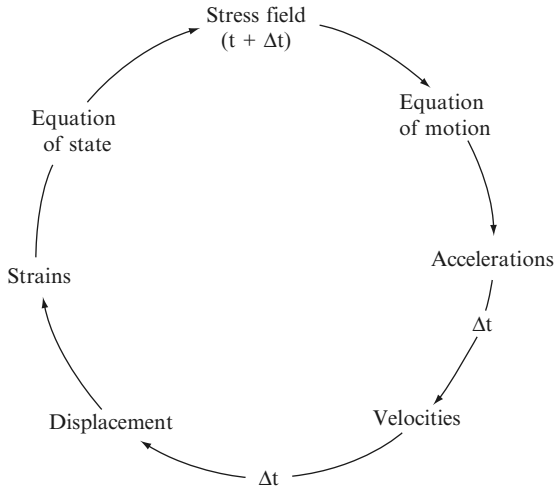 Stress field
(t + Δt)
Equation
of motion
Accelerations
Δt
Velocities
Δt
Displacement
Strains
Equation
of state